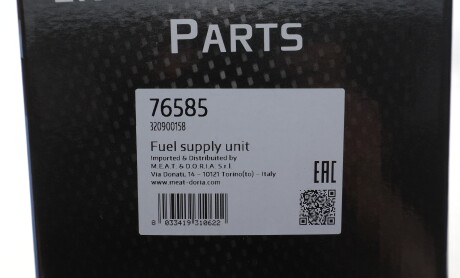 PARTS
76585
320900158
Fuel supply unit
Imported & Distributed by
M.E.A.T. & D.O.R.I.A. S.r.l.
Via Donati, 14 - 10121 Torino(to) - Italy
www.meat-doria.com
EAC
8 033419 310622